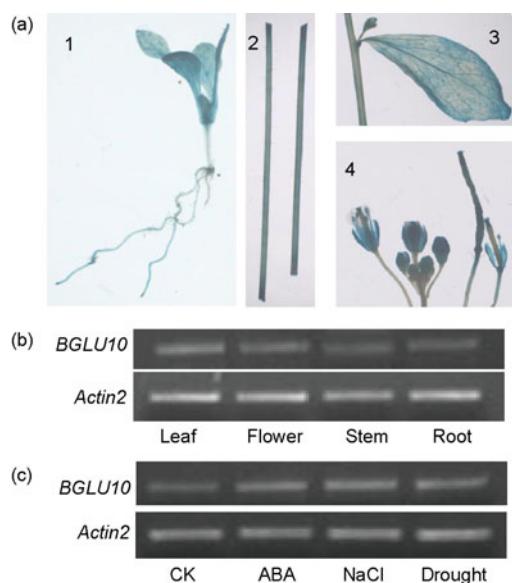 (a)
1 2 3
4
(b)
BGLU10
Actin2
Leaf Flower Stem Root
(c)
BGLU10
Actin2
CK ABA NaCl Drought